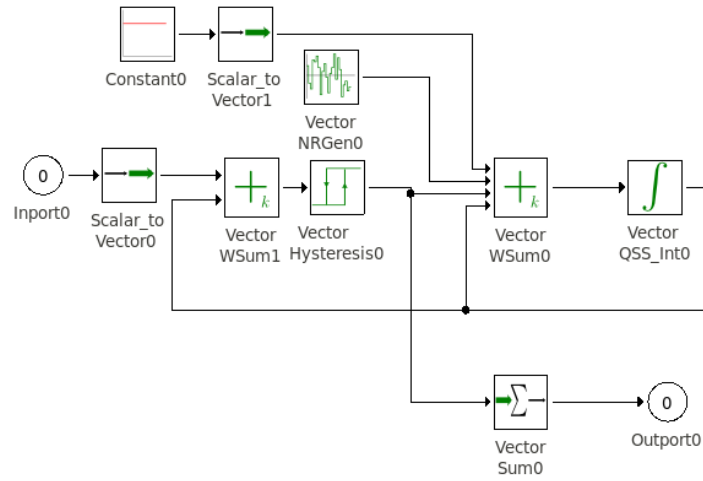 Constant0
Scalar_to
Vector1
Vector
NRGen0
0
Inport0
Scalar_to
Vector0
k
Vector
WSum1
Vector
Hysteresis0
k
Vector
WSum0
∫
Vector
QSS_Int0
Σ
Vector
Sum0
0
Outport0